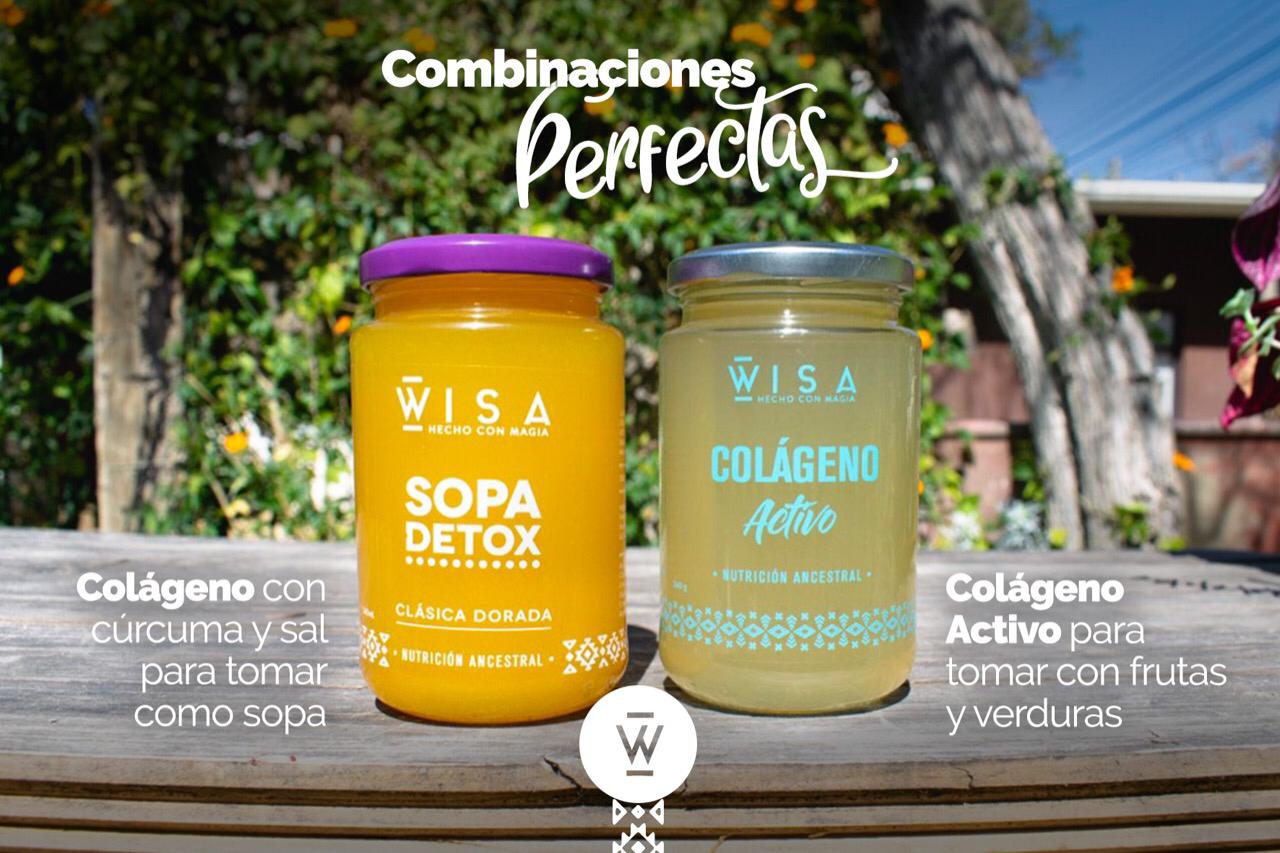 Combinaciones
Perfectas
WISA
HECHO CON MAGIA
SOPA
DETOX
CLÁSICA DORADA
• NUTRICIÓN ANCESTRAL •
WISA
HECHO CON MAGIA
COLÁGENO
Activo
• NUTRICIÓN ANCESTRAL •
Colágeno con
cúrcuma y sal
para tomar
como sopa
Colágeno
Activo para
tomar con frutas
y verduras
W